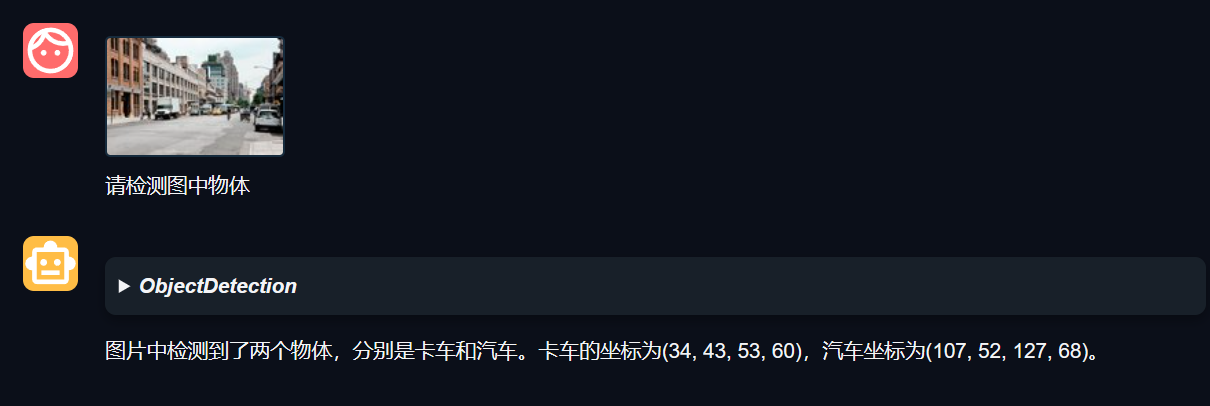 请检测图中物体
ObjectDetection
图片中检测到了两个物体，分别是卡车和汽车。卡车的坐标为(34, 43, 53, 60)，汽车坐标为(107, 52, 127, 68)。